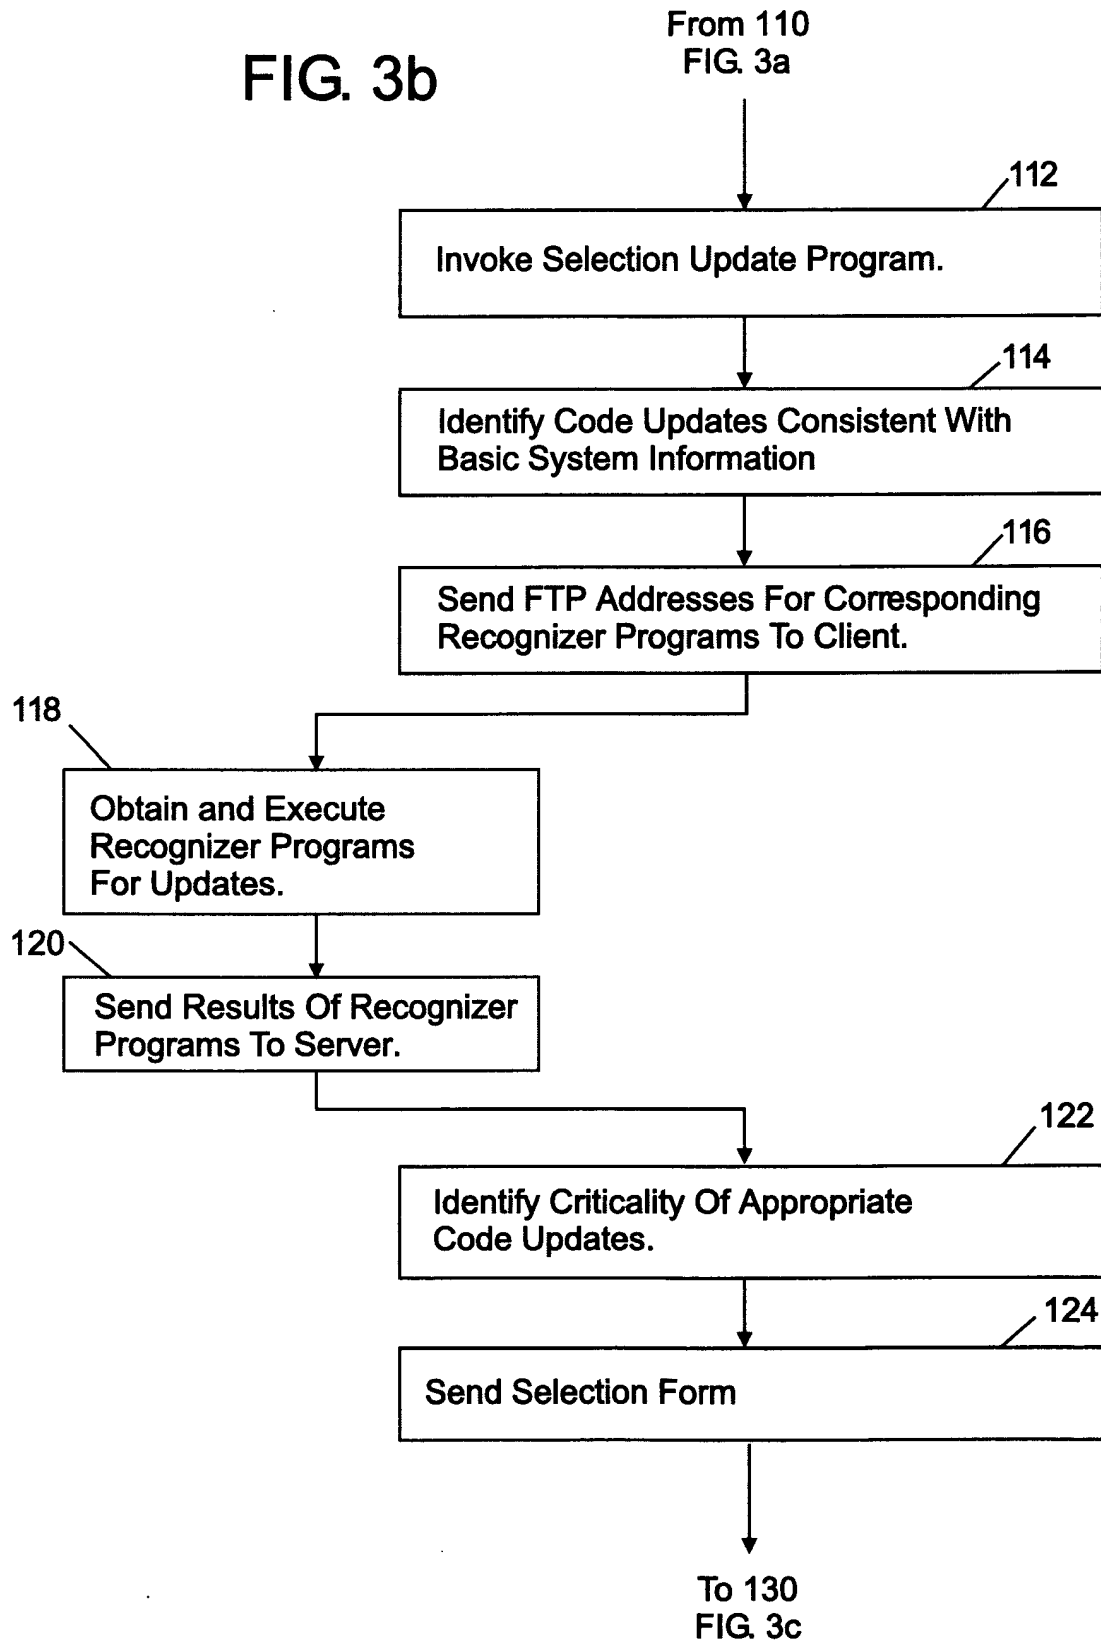 From 110
FIG. 3a
FIG. 3b
112
Invoke Selection Update Program.
114
Identify Code Updates Consistent With
Basic System Information
116
Send FTP Addresses For Corresponding
Recognizer Programs To Client.
118
Obtain and Execute
Recognizer Programs
For Updates.
120
Send Results Of Recognizer
Programs To Server.
122
Identify Criticality Of Appropriate
Code Updates.
124
Send Selection Form
To 130
FIG. 3c